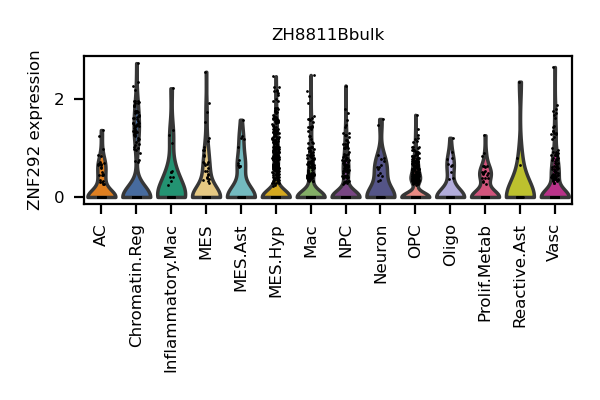 ZH8811Bbulk
ZNF292 expression
2
0
AC
Chromatin.Reg
Inflammatory.Mac
MES
MES.Ast
MES.Hyp
Mac
NPC
Neuron
OPC
Oligo
Prolif.Metab
Reactive.Ast
Vasc